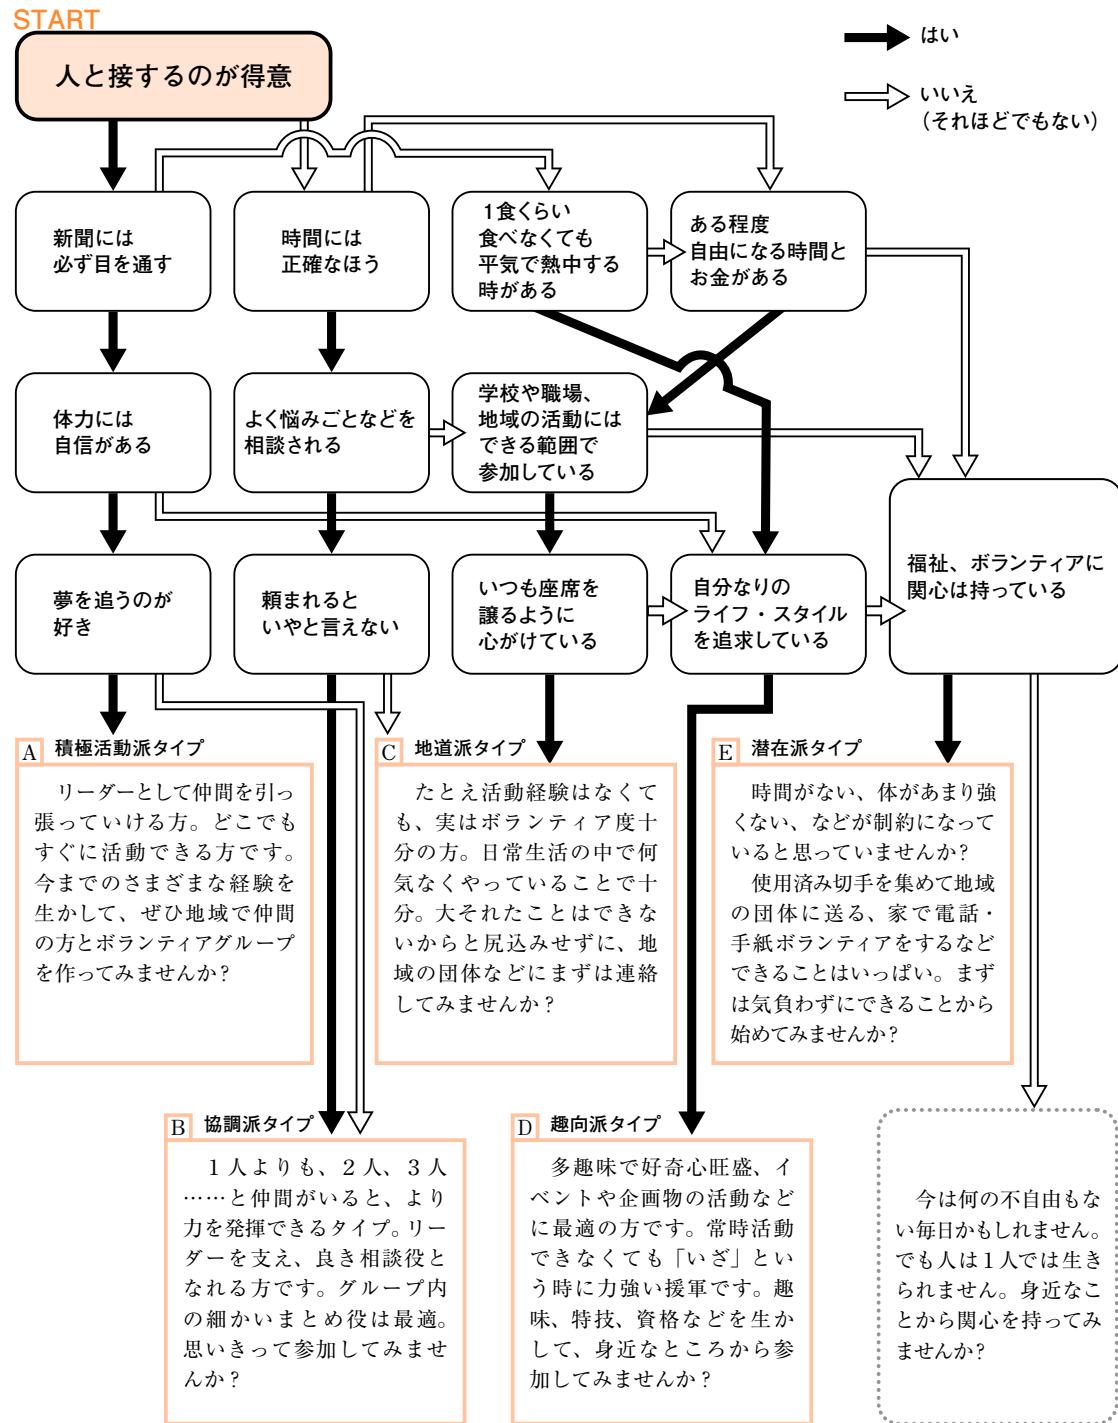 START
人と接するのが得意
はい
いいえ
（それほどでもない）
新聞には
必ず目を通す
時間には
正確なほう
１食くらい
食べなくても
平気で熱中する
時がある
ある程度
自由になる時間と
お金がある
体力には
自信がある
よく悩みごとなどを
相談される
学校や職場、
地域の活動には
できる範囲で
参加している
夢を追うのが
好き
頼まれると
いやと言えない
いつも座席を
譲るように
心がけている
自分なりの
ライフ・スタイル
を追求している
福祉、ボランティアに
関心は持っている
A 積極活動派タイプ
リーダーとして仲間を引っ
張っていける方。どこでも
すぐに活動できる方です。
今までのさまざまな経験を
生かして、ぜひ地域で仲間
の方とボランティアグループ
を作ってみませんか？
C 地道派タイプ
たとえ活動経験はなくて
も、実はボランティア度十
分の方。日常生活の中で何
気なくやっていることで十
分。大それたことはできな
いからと尻込みせずに、地
域の団体などにまずは連絡
してみませんか？
E 潜在派タイプ
時間がない、体があまり強
くない、などが制約になって
いると思っていませんか？
使用済み切手を集めて地域
の団体に送る、家で電話・
手紙ボランティアをするなど
できることはいっぱい。まず
は気負わずにできることから
始めてみませんか？
B 協調派タイプ
１人よりも、２人、３人
……と仲間がいると、より
力を発揮できるタイプ。リー
ダーを支え、良き相談役と
なれる方です。グループ内
の細かいまとめ役は最適。
思いきって参加してみませ
んか？
D 趣向派タイプ
多趣味で好奇心旺盛、イ
ベントや企画物の活動など
に最適の方です。常時活動
できなくても「いざ」とい
う時に力強い援軍です。趣
味、特技、資格などを生か
して、身近なところから参
加してみませんか？
今は何の不自由もな
い毎日かもしれません。
でも人は１人では生き
られません。身近なこ
とから関心を持ってみ
ませんか？